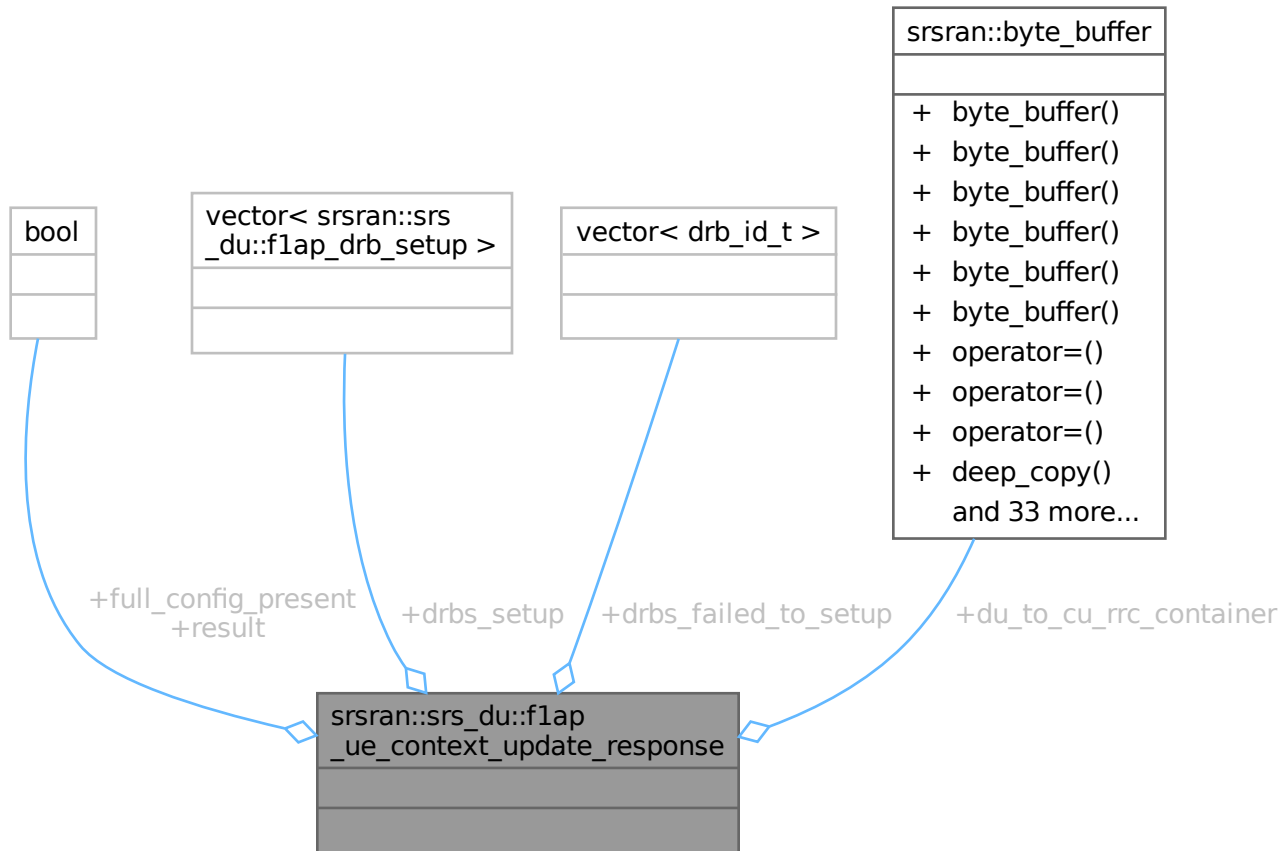 srsran::byte_buffer
+ byte_buffer()
+ byte_buffer()
+ byte_buffer()
+ byte_buffer()
+ byte_buffer()
+ byte_buffer()
+ operator=()
+ operator=()
+ operator=()
+ deep_copy()
and 33 more...
bool
vector< srsran::srs
_du::f1ap_drb_setup >
vector< drb_id_t >
+full_config_present
+result
+drbs_setup
+drbs_failed_to_setup
+du_to_cu_rrc_container
srsran::srs_du::f1ap
_ue_context_update_response